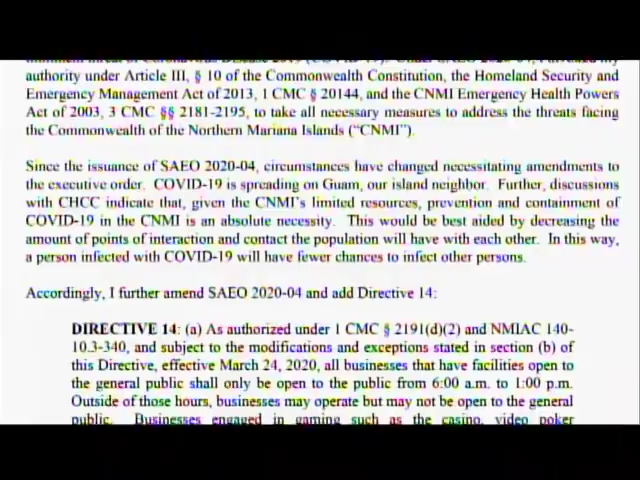 authority under Article III, § 10 of the Commonwealth Constitution, the Homeland Security and
Emergency Management Act of 2013, 1 CMC § 20144, and the CNMI Emergency Health Powers
Act of 2003, 3 CMC §§ 2181-2195, to take all necessary measures to address the threats facing
the Commonwealth of the Northern Mariana Islands (“CNMI”).
Since the issuance of SAEO 2020-04, circumstances have changed necessitating amendments to
the executive order. COVID-19 is spreading on Guam, our island neighbor. Further, discussions
with CHCC indicate that, given the CNMI’s limited resources, prevention and containment of
COVID-19 in the CNMI is an absolute necessity. This would be best aided by decreasing the
amount of points of interaction and contact the population will have with each other. In this way,
a person infected with COVID-19 will have fewer chances to infect other persons.
Accordingly, I further amend SAEO 2020-04 and add Directive 14:
DIRECTIVE 14: (a) As authorized under 1 CMC § 2191(d)(2) and NMIAC 140-
10.3-340, and subject to the modifications and exceptions stated in section (b) of
this Directive, effective March 24, 2020, all businesses that have facilities open to
the general public shall only be open to the public from 6:00 a.m. to 1:00 p.m.
Outside of those hours, businesses may operate but may not be open to the general
public. Businesses engaged in gaming such as the casino, video poker